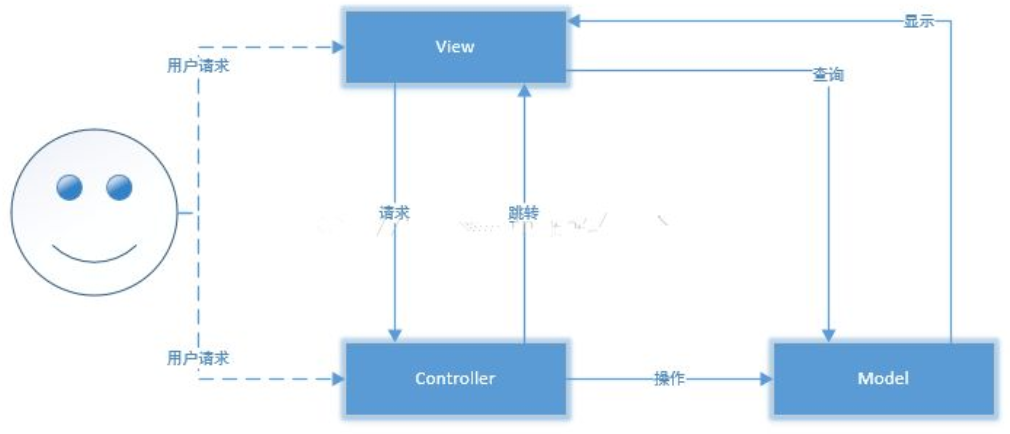 View
显示
用户请求
查询
请求
跳转
用户请求
Controller
操作
Model